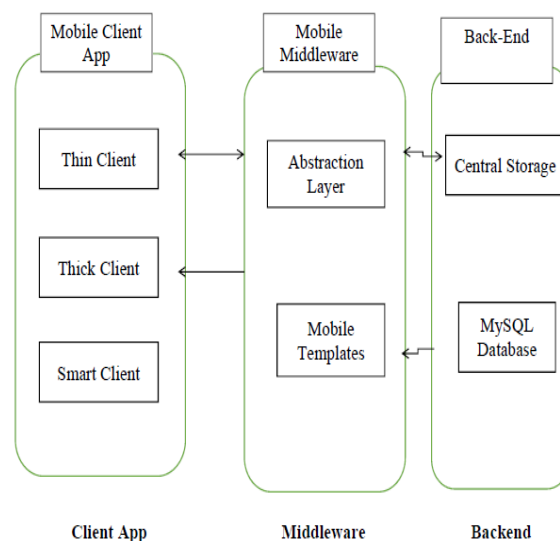 Mobile Client
App
Thin Client
Thick Client
Smart Client
Client App
Mobile
Middleware
Abstraction
Layer
Mobile
Templates
Middleware
Back-End
Central Storage
MySQL
Database
Backend